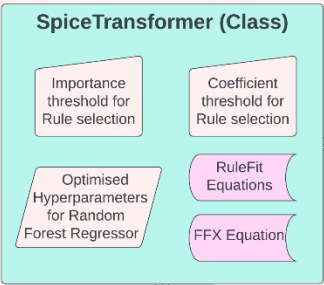 SpiceTransformer (Class)
Importance
threshold for
Rule selection
Coefficient
threshold for
Rule selection
Optimised
Hyperparameters
for Random
Forest Regressor
RuleFit
Equations
FFX Equation